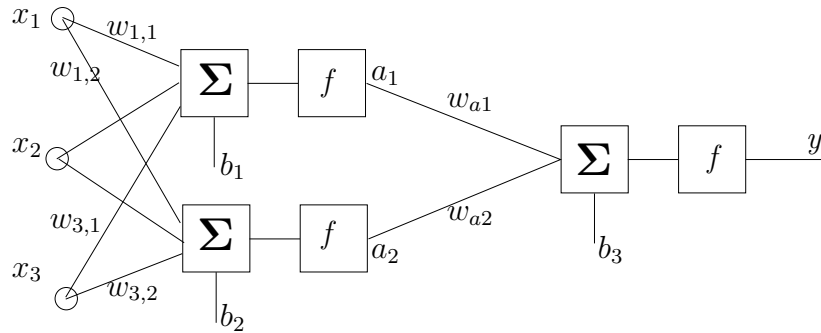 x₁
w₁,₁
w₁,₂
Σ
f
a₁
b₁
x₂
w₃,₁
Σ
f
a₂
b₂
x₃
w₃,₂
wₐ₁
wₐ₂
Σ
b₃
f
y